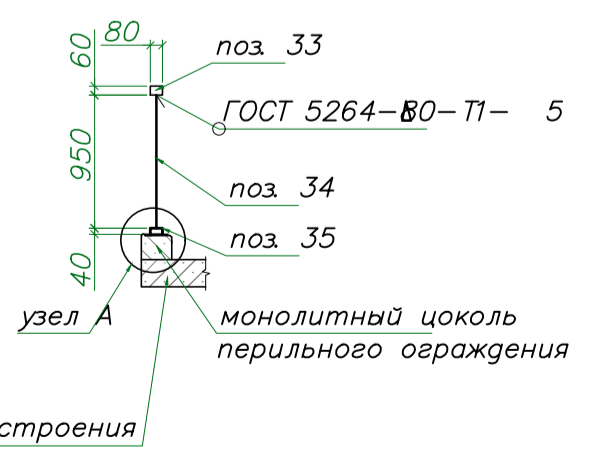 80
60
поз. 33
ГОСТ 5264-80-Т1- 5
950
поз. 34
поз. 35
40
узел А
монолитный цоколь
перильного ограждения
строения